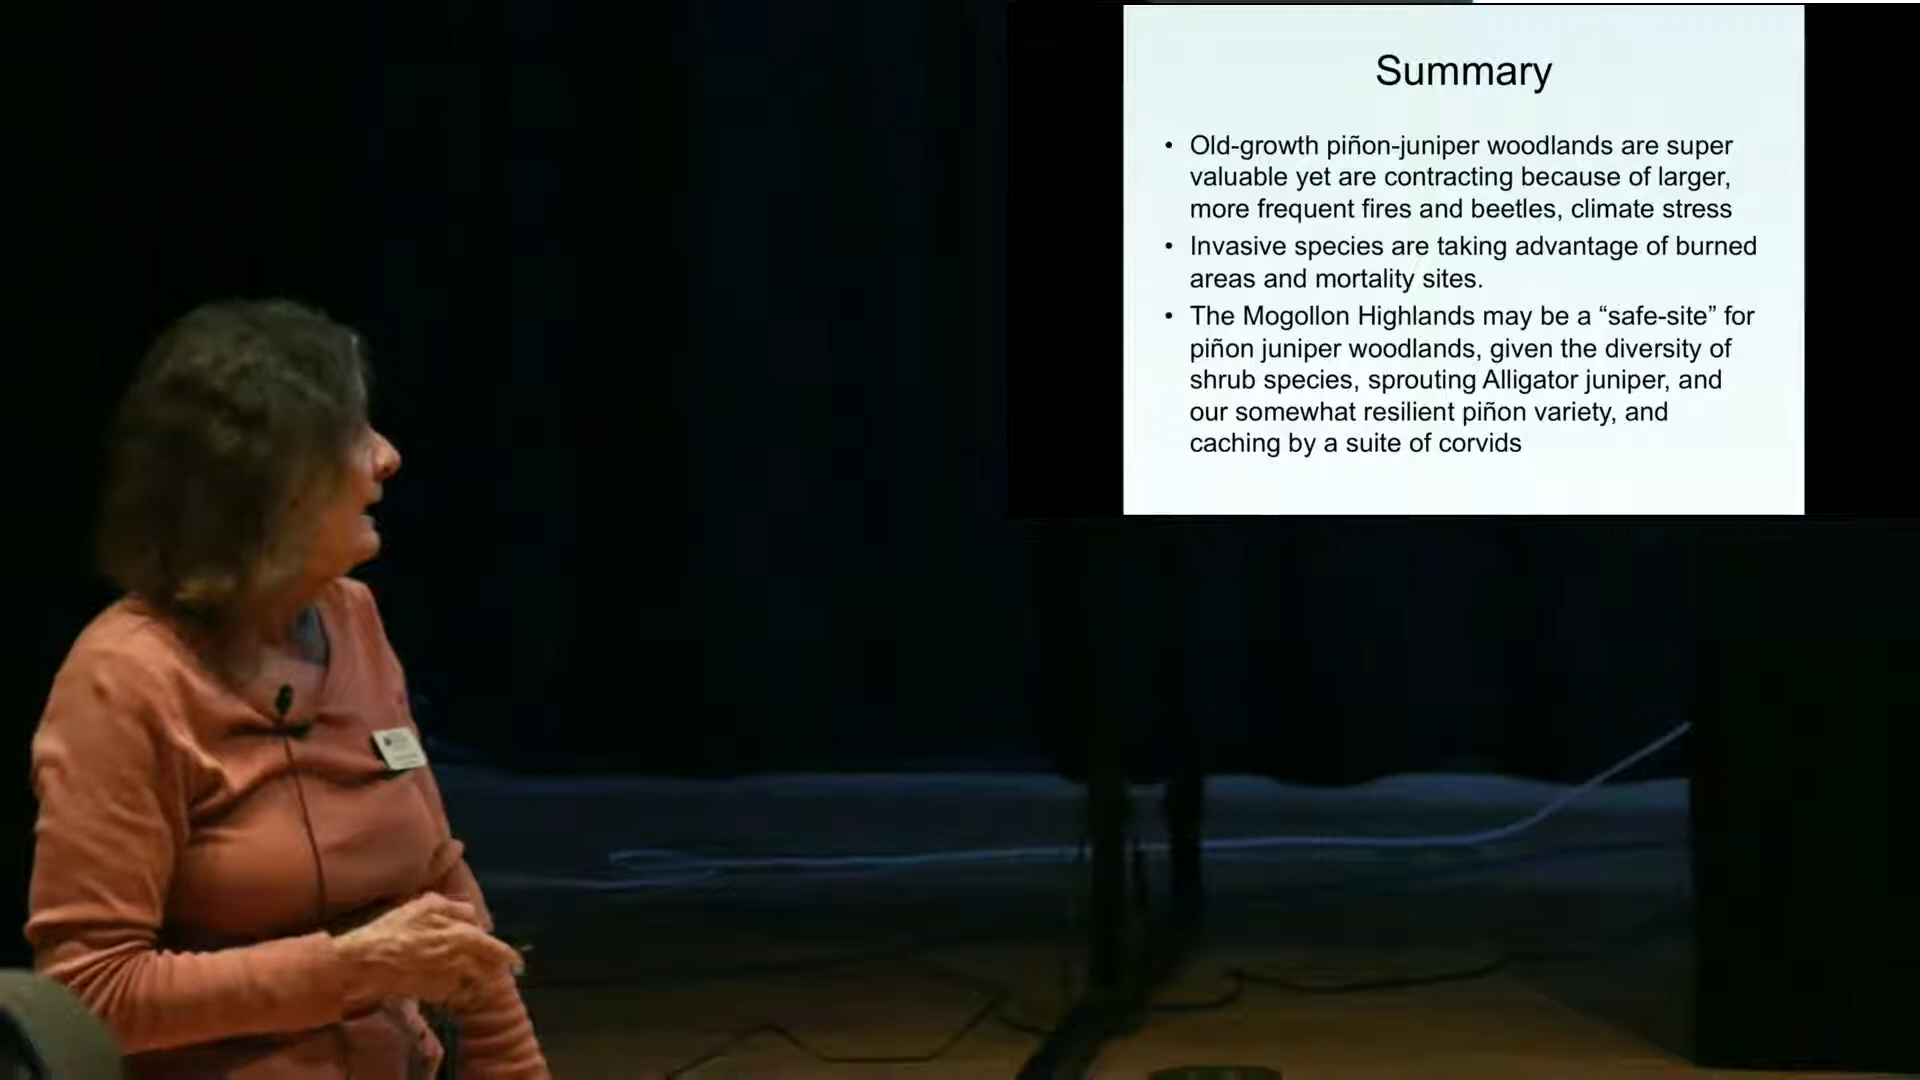 Summary
• Old-growth piñon-juniper woodlands are super
valuable yet are contracting because of larger,
more frequent fires and beetles, climate stress
• Invasive species are taking advantage of burned
areas and mortality sites.
• The Mogollon Highlands may be a “safe-site” for
piñon juniper woodlands, given the diversity of
shrub species, sprouting Alligator juniper, and
our somewhat resilient piñon variety, and
caching by a suite of corvids